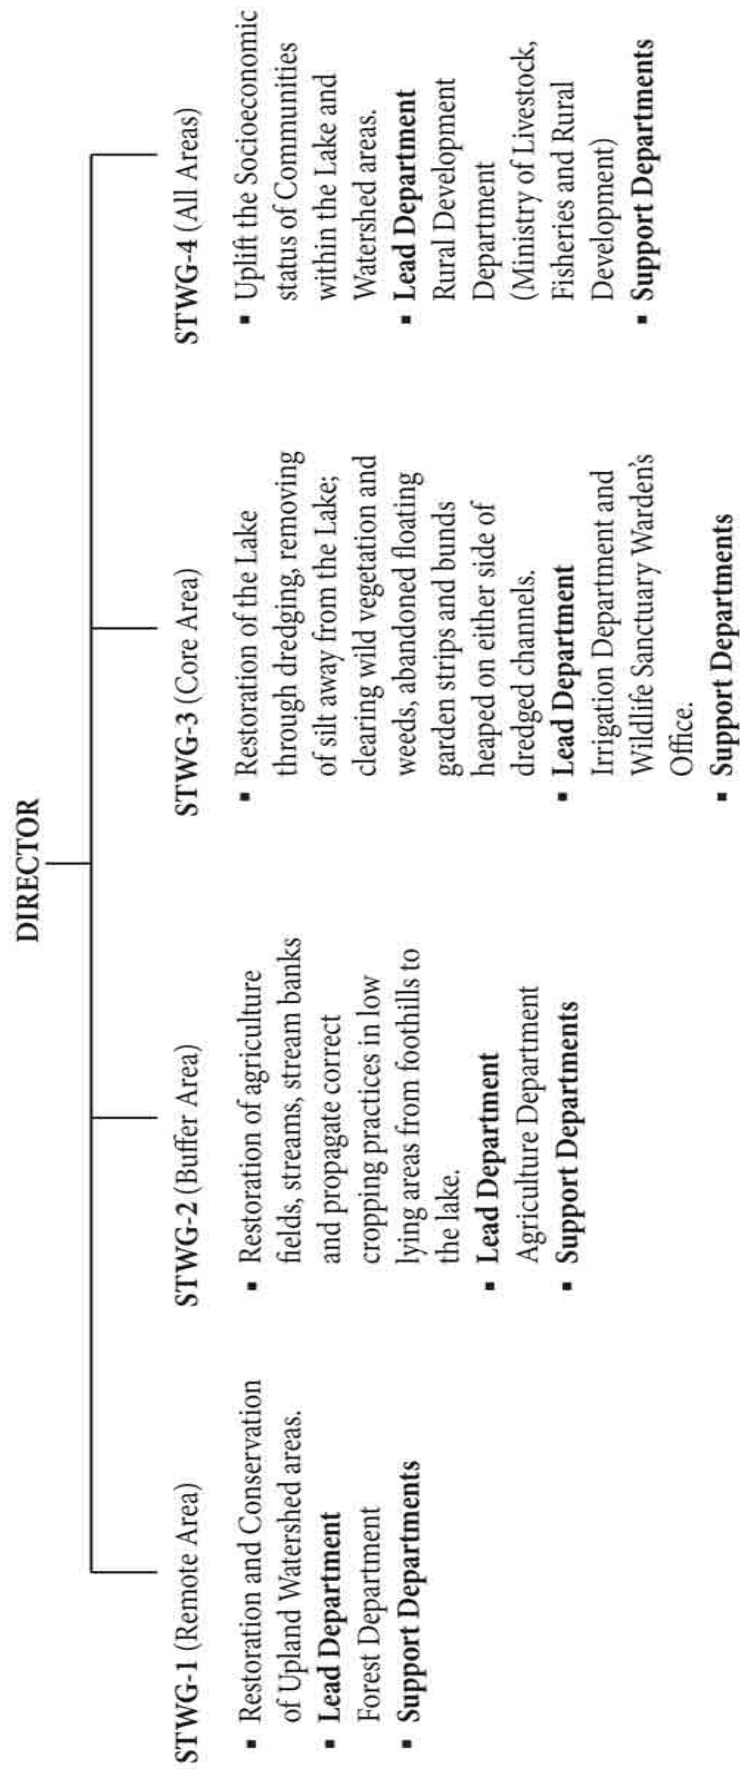 DIRECTOR
STWG-1 (Remote Area)
▪ Restoration and Conservation
of Upland Watershed areas.
▪ Lead Department
Forest Department
▪ Support Departments
STWG-2 (Buffer Area)
▪ Restoration of agriculture
fields, streams, stream banks
and propagate correct
cropping practices in low
lying areas from foothills to
the lake.
▪ Lead Department
Agriculture Department
▪ Support Departments
STWG-3 (Core Area)
▪ Restoration of the Lake
through dredging, removing
of silt away from the Lake;
clearing wild vegetation and
weeds, abandoned floating
garden strips and bunds
heaped on either side of
dredged channels.
▪ Lead Department
Irrigation Department and
Wildlife Sanctuary Warden's
Office.
▪ Support Departments
STWG-4 (All Areas)
▪ Uplift the Socioeconomic
status of Communities
within the Lake and
Watershed areas.
▪ Lead Department
Rural Development
Department
(Ministry of Livestock,
Fisheries and Rural
Development)
▪ Support Departments